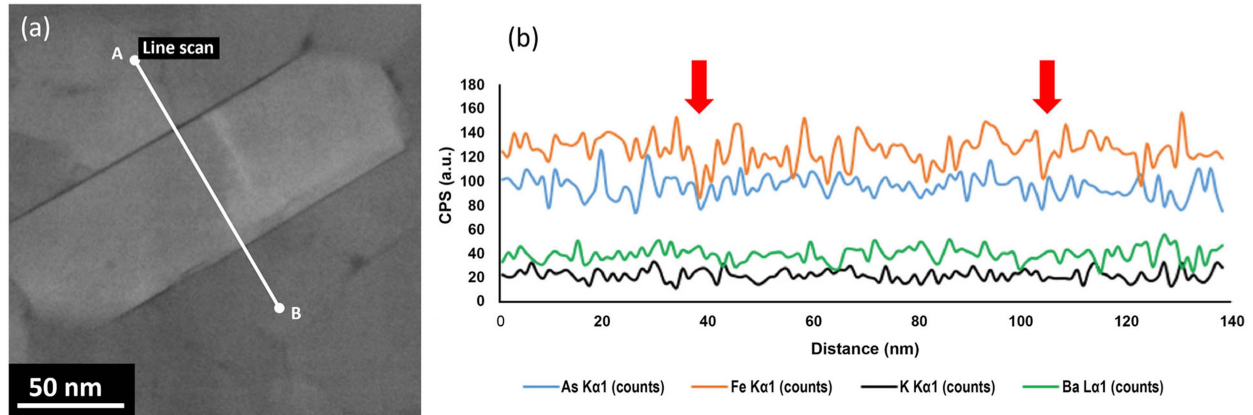 (a)
A
Line scan
B
50 nm
(b)
CPS (a.u.)
180
160
140
120
100
80
60
40
20
0
0 20 40 60 80 100 120 140
Distance (nm)
As Kα1 (counts) Fe Kα1 (counts) K Kα1 (counts) Ba Lα1 (counts)